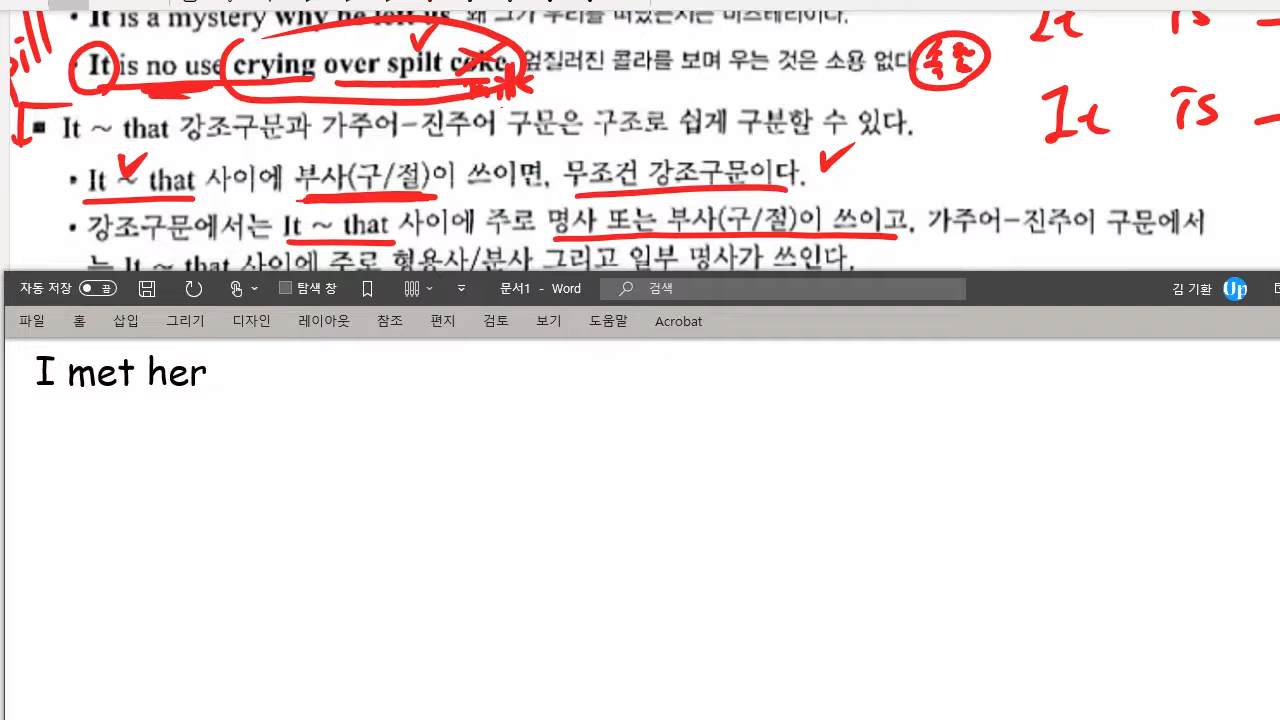 • It is a mystery why he left us 왜 그가 우리를 떠났는지는 미스테리이다.
It is
• It is no use crying over spilt coke 엎질러진 콜라를 보며 우는 것은 소용 없다. 속담
It is
■ It ~ that 강조구문과 가주어-진주어 구문은 구조로 쉽게 구분할 수 있다.
• It ~ that 사이에 부사(구/절)이 쓰이면, 무조건 강조구문이다.
• 강조구문에서는 It ~ that 사이에 주로 명사 또는 부사(구/절)이 쓰이고, 가주어-진주어 구문에서
는 It ~ that 사이에 주로 형용사/분사 그리고 일부 명사가 쓰인다.
자동 저장 끔 탐색 창 문서1 - Word 검색 김 기환 Up
파일 홈 삽입 그리기 디자인 레이아웃 참조 편지 검토 보기 도움말 Acrobat
I met her